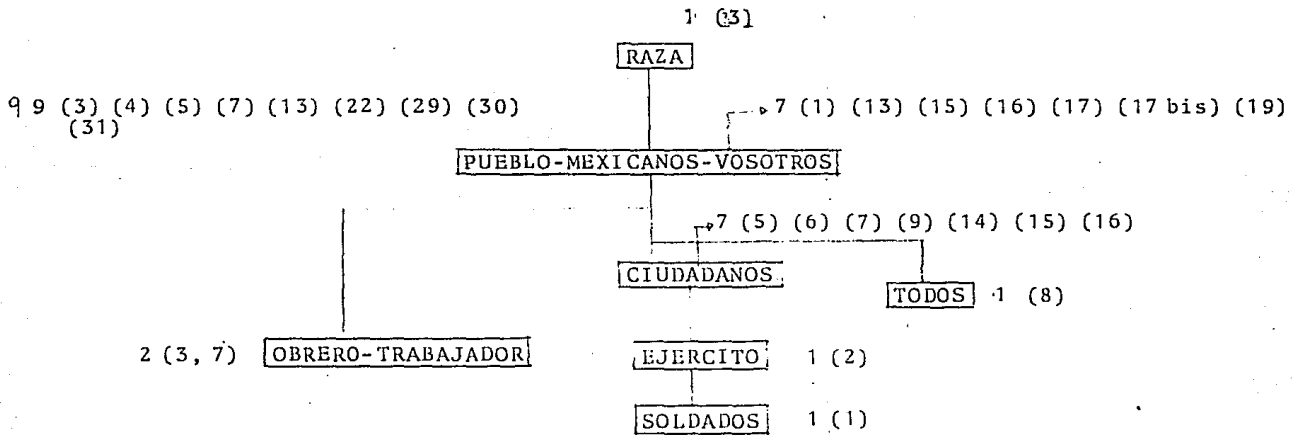 1 (3)
RAZA
9 9 (3) (4) (5) (7) (13) (22) (29) (30)
(31)
7 (1) (13) (15) (16) (17) (17 bis) (19)
PUEBLO-MEXICANOS-VOSOTROS
7 (5) (6) (7) (9) (14) (15) (16)
CIUDADANOS
TODOS 1 (8)
2 (3, 7) OBRERO-TRABAJADOR
EJERCITO 1 (2)
SOLDADOS 1 (1)